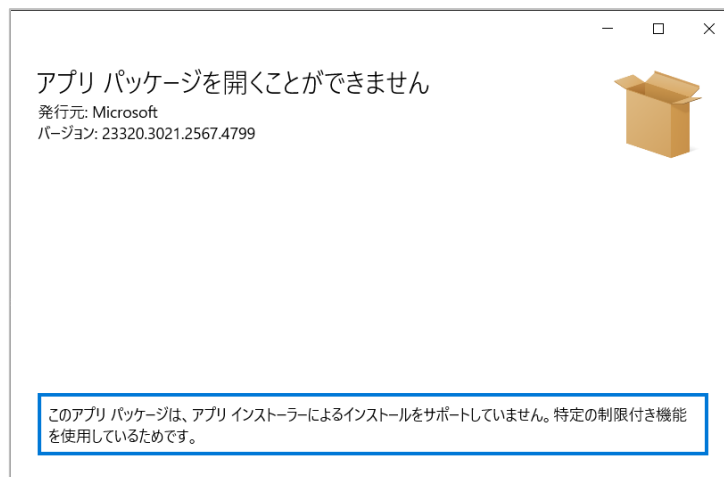 アプリ パッケージを開くことができません
発行元: Microsoft
バージョン: 23320.3021.2567.4799
このアプリ パッケージは、アプリ インストーラーによるインストールをサポートしていません。特定の制限付き機能
を使用しているためです。